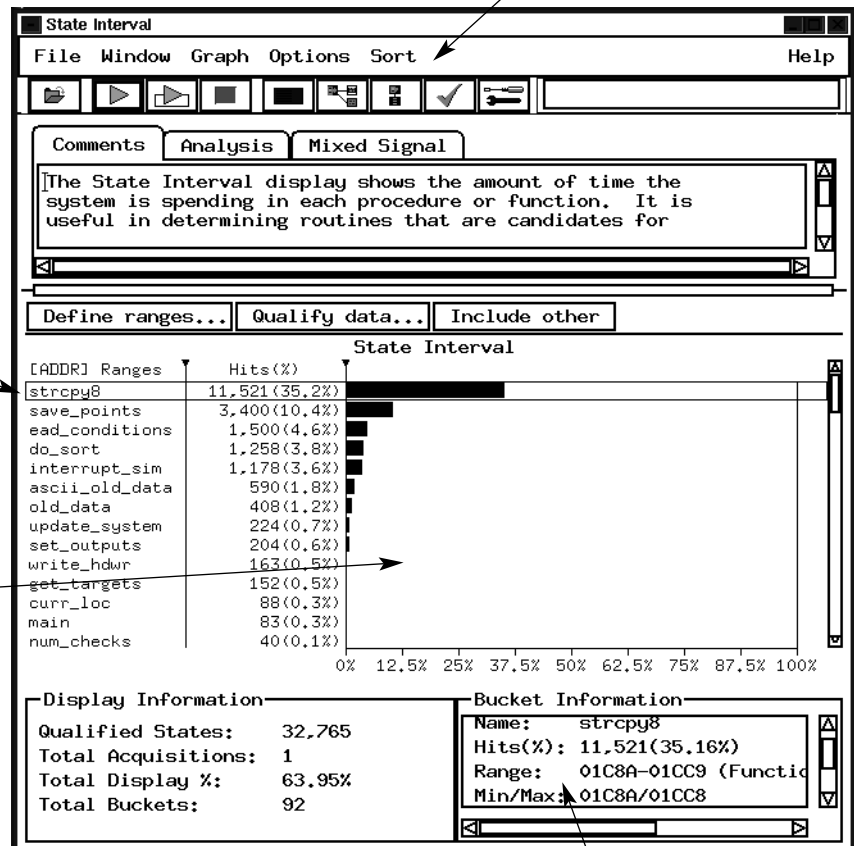 State Interval
File Window Graph Options Sort Help
Comments Analysis Mixed Signal
The State Interval display shows the amount of time the
system is spending in each procedure or function. It is
useful in determining routines that are candidates for
Define ranges... Qualify data... Include other
State Interval
[ADDR] Ranges Hits(%)
strcpy8 11,521(35.2%)
save_points 3,400(10.4%)
ead_conditions 1,500(4.6%)
do_sort 1,258(3.8%)
interrupt_sim 1,178(3.6%)
ascii_old_data 590(1.8%)
old_data 408(1.2%)
update_system 224(0.7%)
set_outputs 204(0.6%)
write_hdwr 163(0.5%)
get_targets 152(0.5%)
curr_loc 88(0.3%)
main 83(0.3%)
num_checks 40(0.1%)
0% 12.5% 25% 37.5% 50% 62.5% 75% 87.5% 100%
Display Information
Qualified States: 32,765
Total Acquisitions: 1
Total Display %: 63.95%
Total Buckets: 92
Bucket Information
Name: strcpy8
Hits(%): 11,521(35.16%)
Range: 01C8A-01CC9 (Functio
Min/Max: 01C8A/01CC8